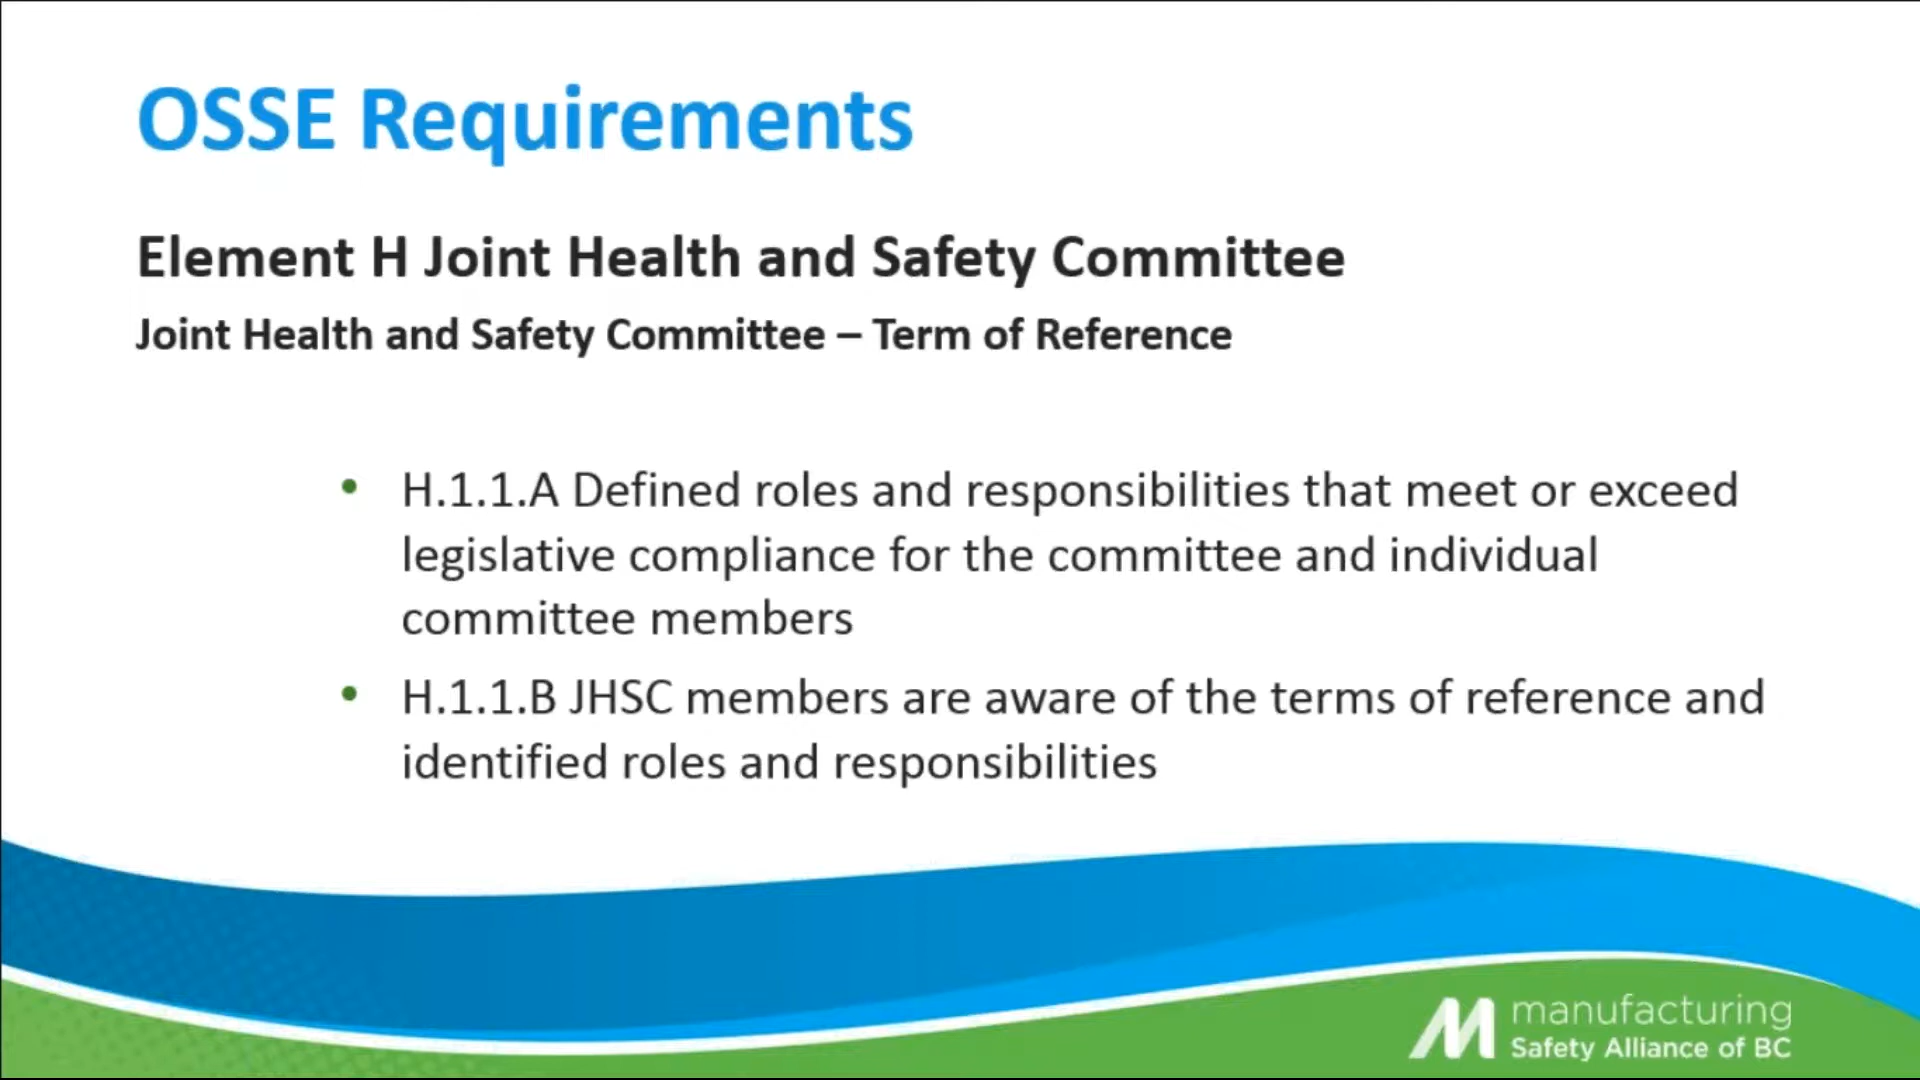 OSSE Requirements
Element H Joint Health and Safety Committee
Joint Health and Safety Committee – Term of Reference
• H.1.1.A Defined roles and responsibilities that meet or exceed
legislative compliance for the committee and individual
committee members
• H.1.1.B JHSC members are aware of the terms of reference and
identified roles and responsibilities
manufacturing
Safety Alliance of BC